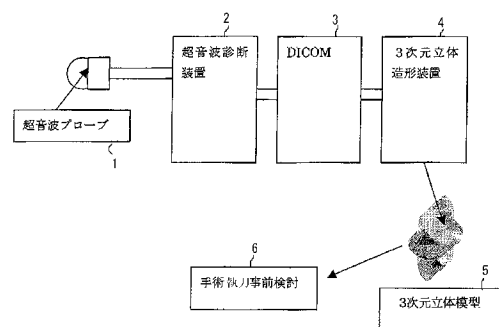 2
3
4
超音波診断
装置
DICOM
3次元立体
造形装置
超音波プローブ
1
6
手術執刀事前検討
5
3次元立体模型